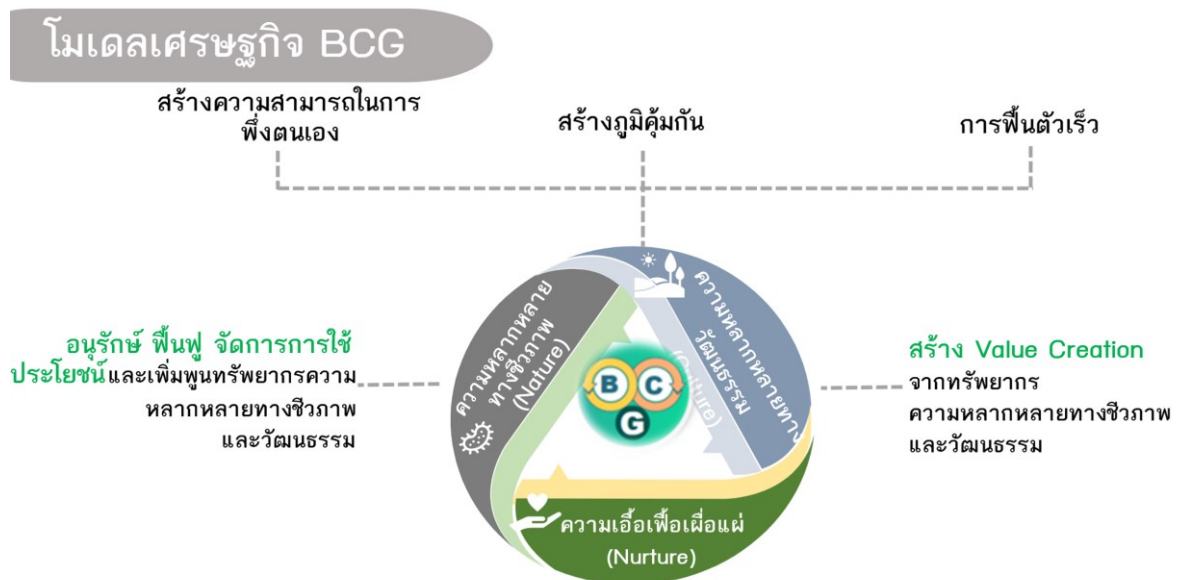 โมเดลเศรษฐกิจ BCG
สร้างความสามารถในการ
พึ่งตนเอง
สร้างภูมิคุ้มกัน
การฟื้นตัวเร็ว
อนุรักษ์ ฟื้นฟู จัดการการใช้
ประโยชน์และเพิ่มพูนทรัพยากรความ
หลากหลายทางชีวภาพ
และวัฒนธรรม
ความหลากหลาย
ทางชีวภาพ
(Nature)
ความหลากหลายทาง
วัฒนธรรม
(Culture)
B C
G
ความเอื้อเฟื้อเผื่อแผ่
(Nurture)
สร้าง Value Creation
จากทรัพยากร
ความหลากหลายทางชีวภาพ
และวัฒนธรรม